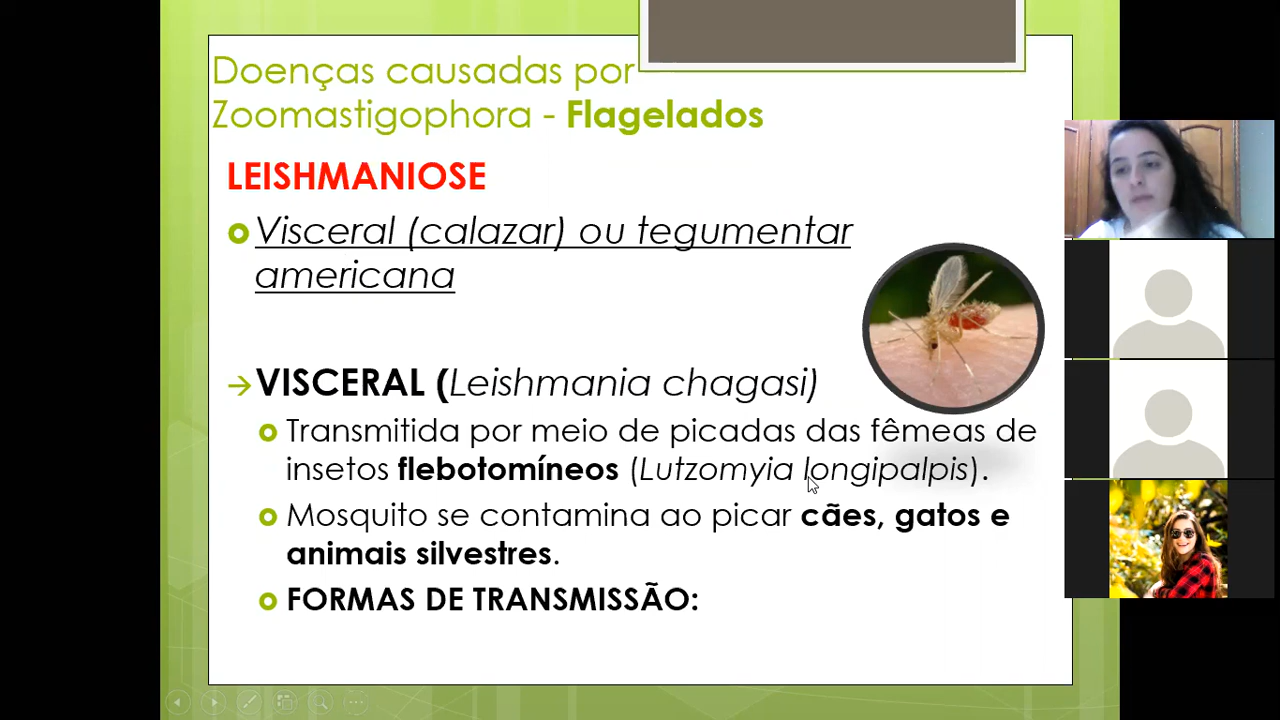 Doenças causadas por
Zoomastigophora - Flagelados
LEISHMANIOSE
Visceral (calazar) ou tegumentar
americana
VISCERAL (Leishmania chagasi)
Transmitida por meio de picadas das fêmeas de
insetos flebotomíneos (Lutzomyia longipalpis).
Mosquito se contamina ao picar cães, gatos e
animais silvestres.
FORMAS DE TRANSMISSÃO: